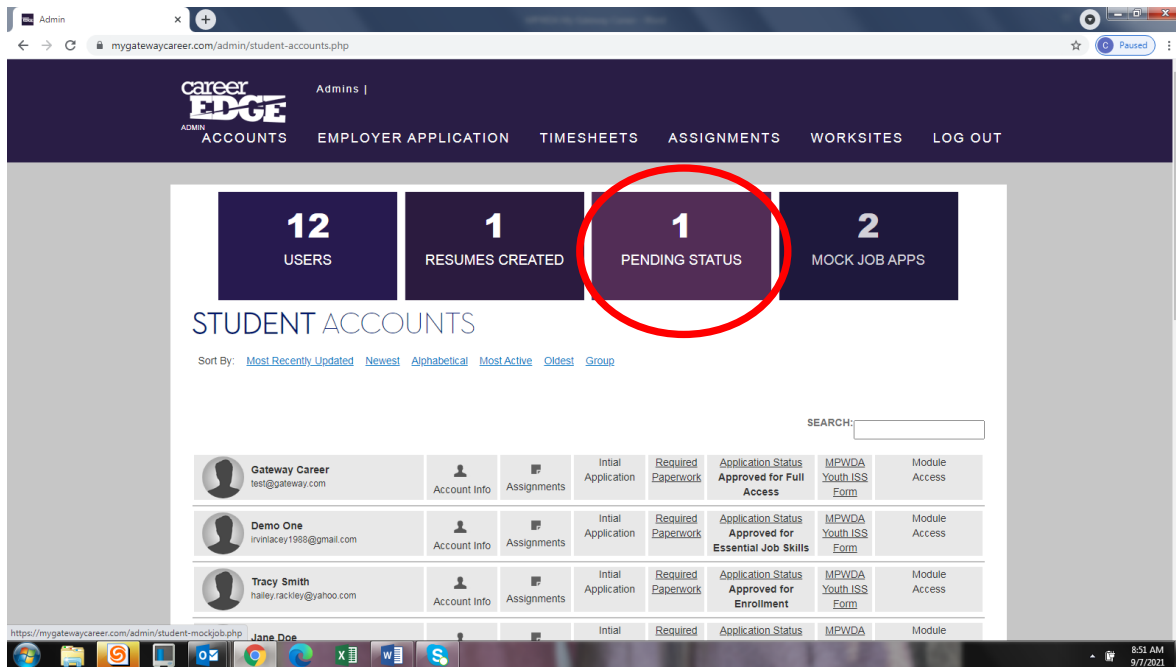 Admin
mygatewaycareer.com/admin/student-accounts.php
C Paused
career
EDGE
ADMIN
Admins |
ACCOUNTS EMPLOYER APPLICATION TIMESHEETS ASSIGNMENTS WORKSITES LOG OUT
12 1 1 2
USERS RESUMES CREATED PENDING STATUS MOCK JOB APPS
STUDENT ACCOUNTS
Sort By: Most Recently Updated Newest Alphabetical Most Active Oldest Group
SEARCH:
Gateway Career
test@gateway.com
Account Info
Assignments
Intial
Application
Required
Paperwork
Application Status
Approved for Full
Access
MPWDA
Youth ISS
Form
Module
Access
Demo One
irvinlacey1988@gmail.com
Account Info
Assignments
Intial
Application
Required
Paperwork
Application Status
Approved for
Essential Job Skills
MPWDA
Youth ISS
Form
Module
Access
Tracy Smith
hailey.rackley@yahoo.com
Account Info
Assignments
Intial
Application
Required
Paperwork
Application Status
Approved for
Enrollment
MPWDA
Youth ISS
Form
Module
Access
Jane Doe
Intial
Required
Application Status
MPWDA
Module
https://mygatewaycareer.com/admin/student-mockjob.php
8:51 AM
9/7/2021